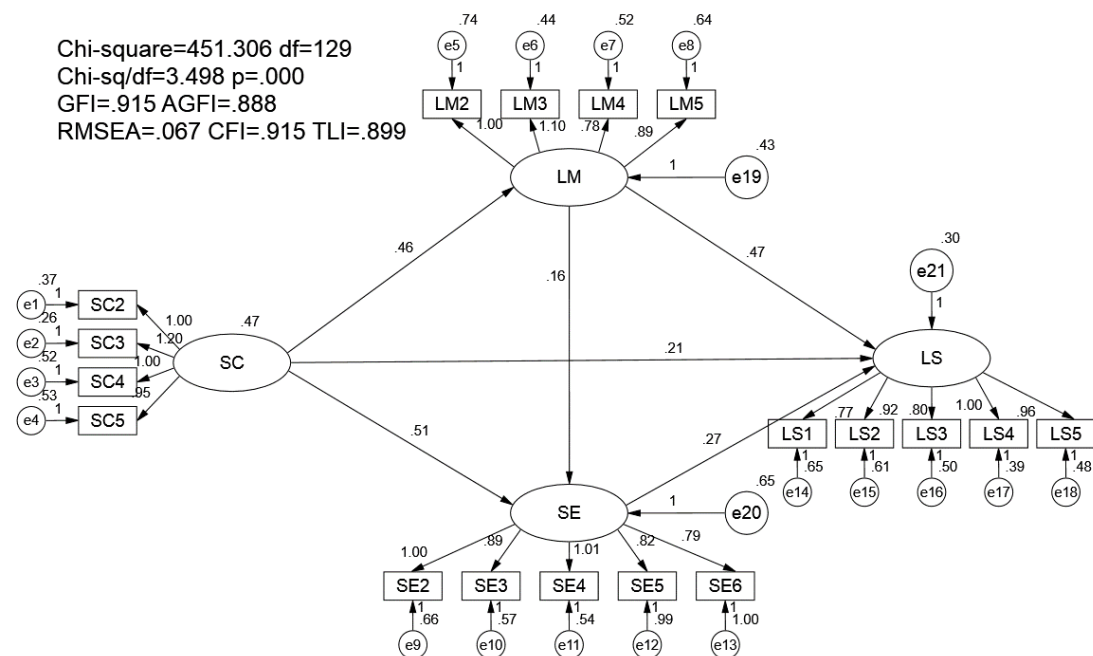 Chi-square=451.306 df=129
Chi-sq/df=3.498 p=.000
GFI=.915 AGFI=.888
RMSEA=.067 CFI=.915 TLI=.899
.74 .44 .52 .64
e5 e6 e7 e8
1 1 1 1
LM2 LM3 LM4 LM5
1.00 1.10 .78 .89
LM
1
e19
.43
.46
.16
.47
.30
e21
1
.37
e1
1
SC2
.26
e2
1
SC3
.52
e3
1
SC4
.53
e4
1
SC5
1.00
1.20
1.00
.95
.47
SC
.21
LS
.51
.27
.77 .92 .80 1.00 .96
LS1 LS2 LS3 LS4 LS5
1 1 1 1 1
.65 .61 .50 .39 .48
e14 e15 e16 e17 e18
SE
1
e20
.65
1.00 .89 1.01 .82 .79
SE2 SE3 SE4 SE5 SE6
1 1 1 1 1
.66 .57 .54 .99 1.00
e9 e10 e11 e12 e13